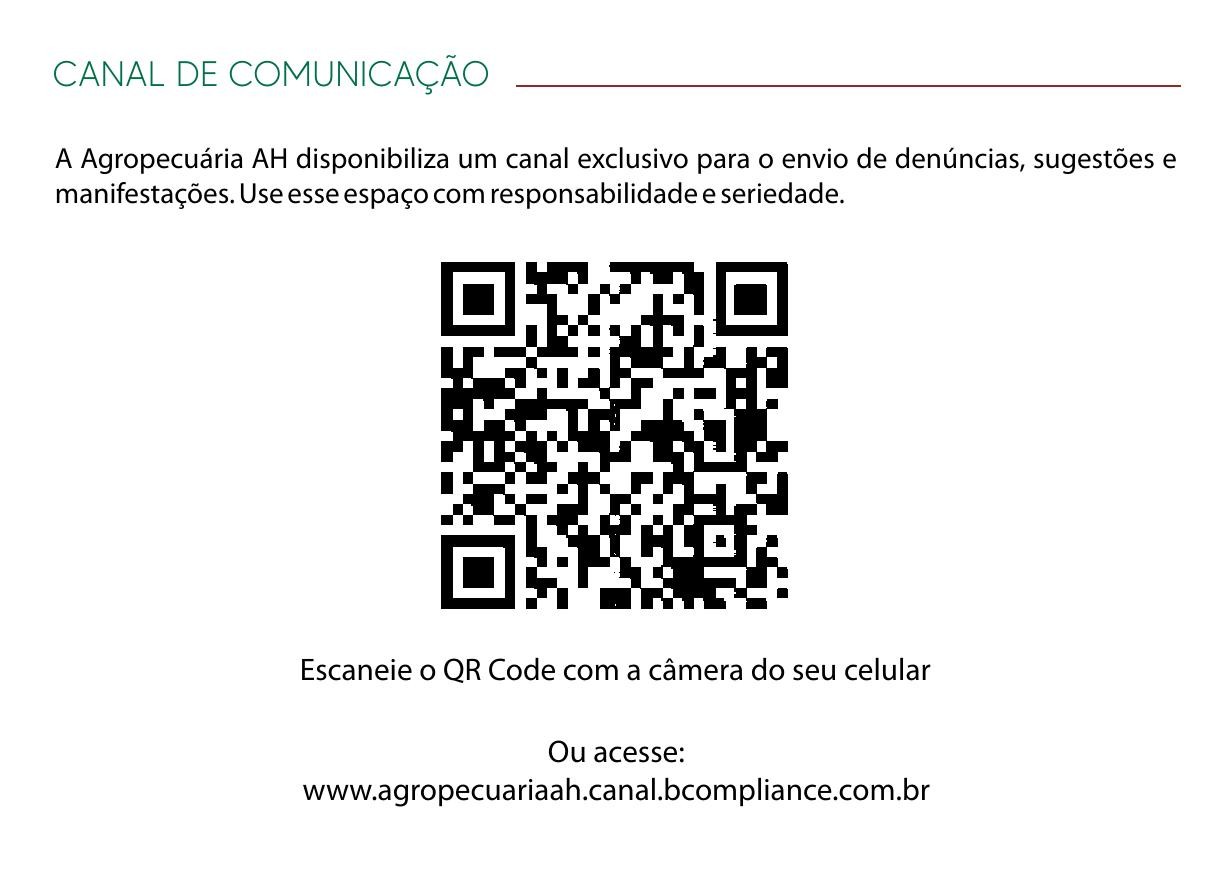 CANAL DE COMUNICAÇÃO
A Agropecuária AH disponibiliza um canal exclusivo para o envio de denúncias, sugestões e
manifestações. Use esse espaço com responsabilidade e seriedade.
Escaneie o QR Code com a câmera do seu celular
Ou acesse:
www.agropecuariaah.canal.bcompliance.com.br